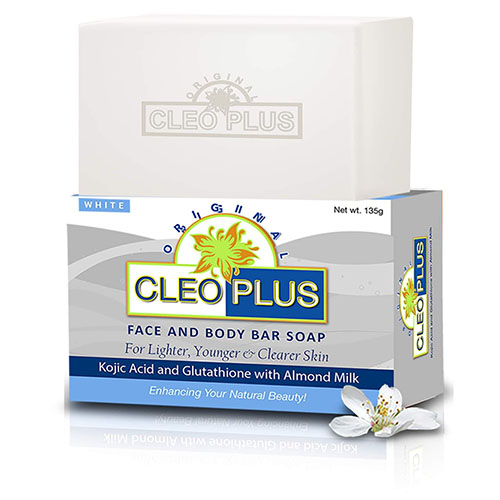 ORIGINAL
CLEO PLUS
WHITE
Net wt. 135g
ORIGINAL
CLEO PLUS
FACE AND BODY BAR SOAP
For Lighter, Younger & Clearer Skin
Kojic Acid and Glutathione with Almond Milk
Enhancing Your Natural Beauty!